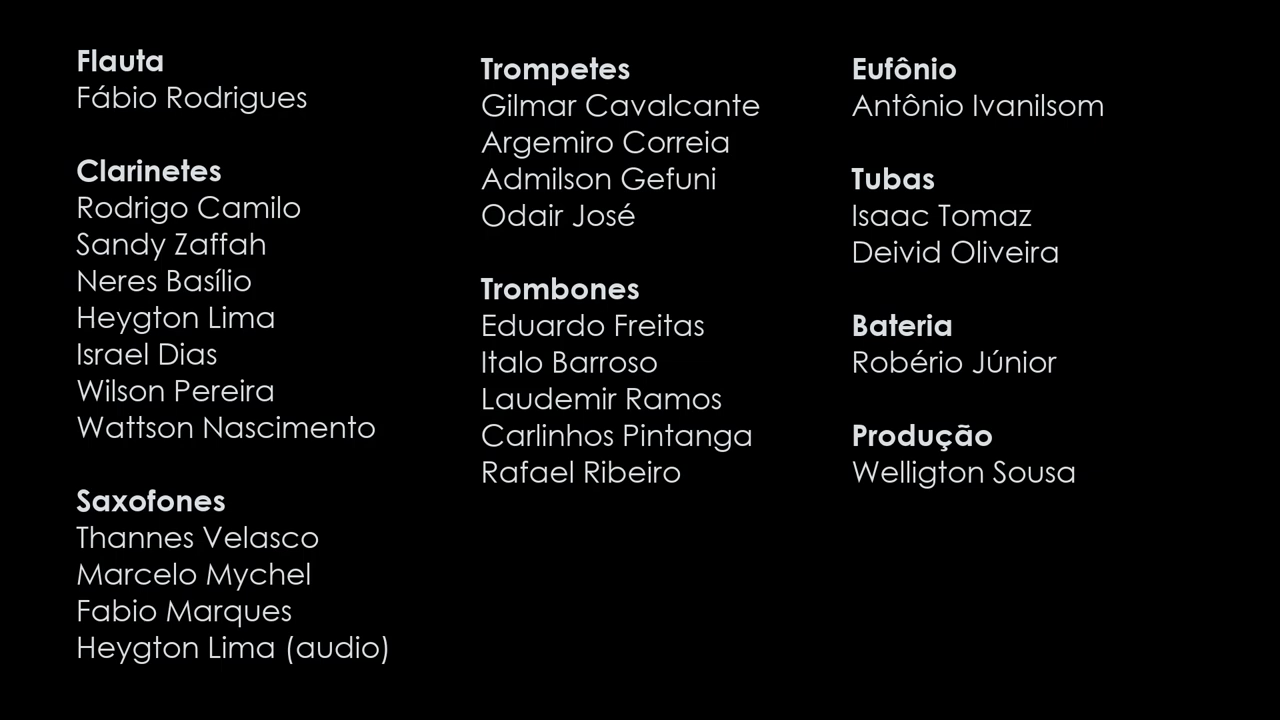 Flauta
Fábio Rodrigues
Clarinetes
Rodrigo Camilo
Sandy Zaffah
Neres Basílio
Heygton Lima
Israel Dias
Wilson Pereira
Wattson Nascimento
Saxofones
Thannes Velasco
Marcelo Mychel
Fabio Marques
Heygton Lima (audio)
Trompetes
Gilmar Cavalcante
Argemiro Correia
Admilson Gefuni
Odair José
Trombones
Eduardo Freitas
Italo Barroso
Laudemir Ramos
Carlinhos Pintanga
Rafael Ribeiro
Eufônio
Antônio Ivanilsom
Tubas
Isaac Tomaz
Deivid Oliveira
Bateria
Robério Júnior
Produção
Welligton Sousa